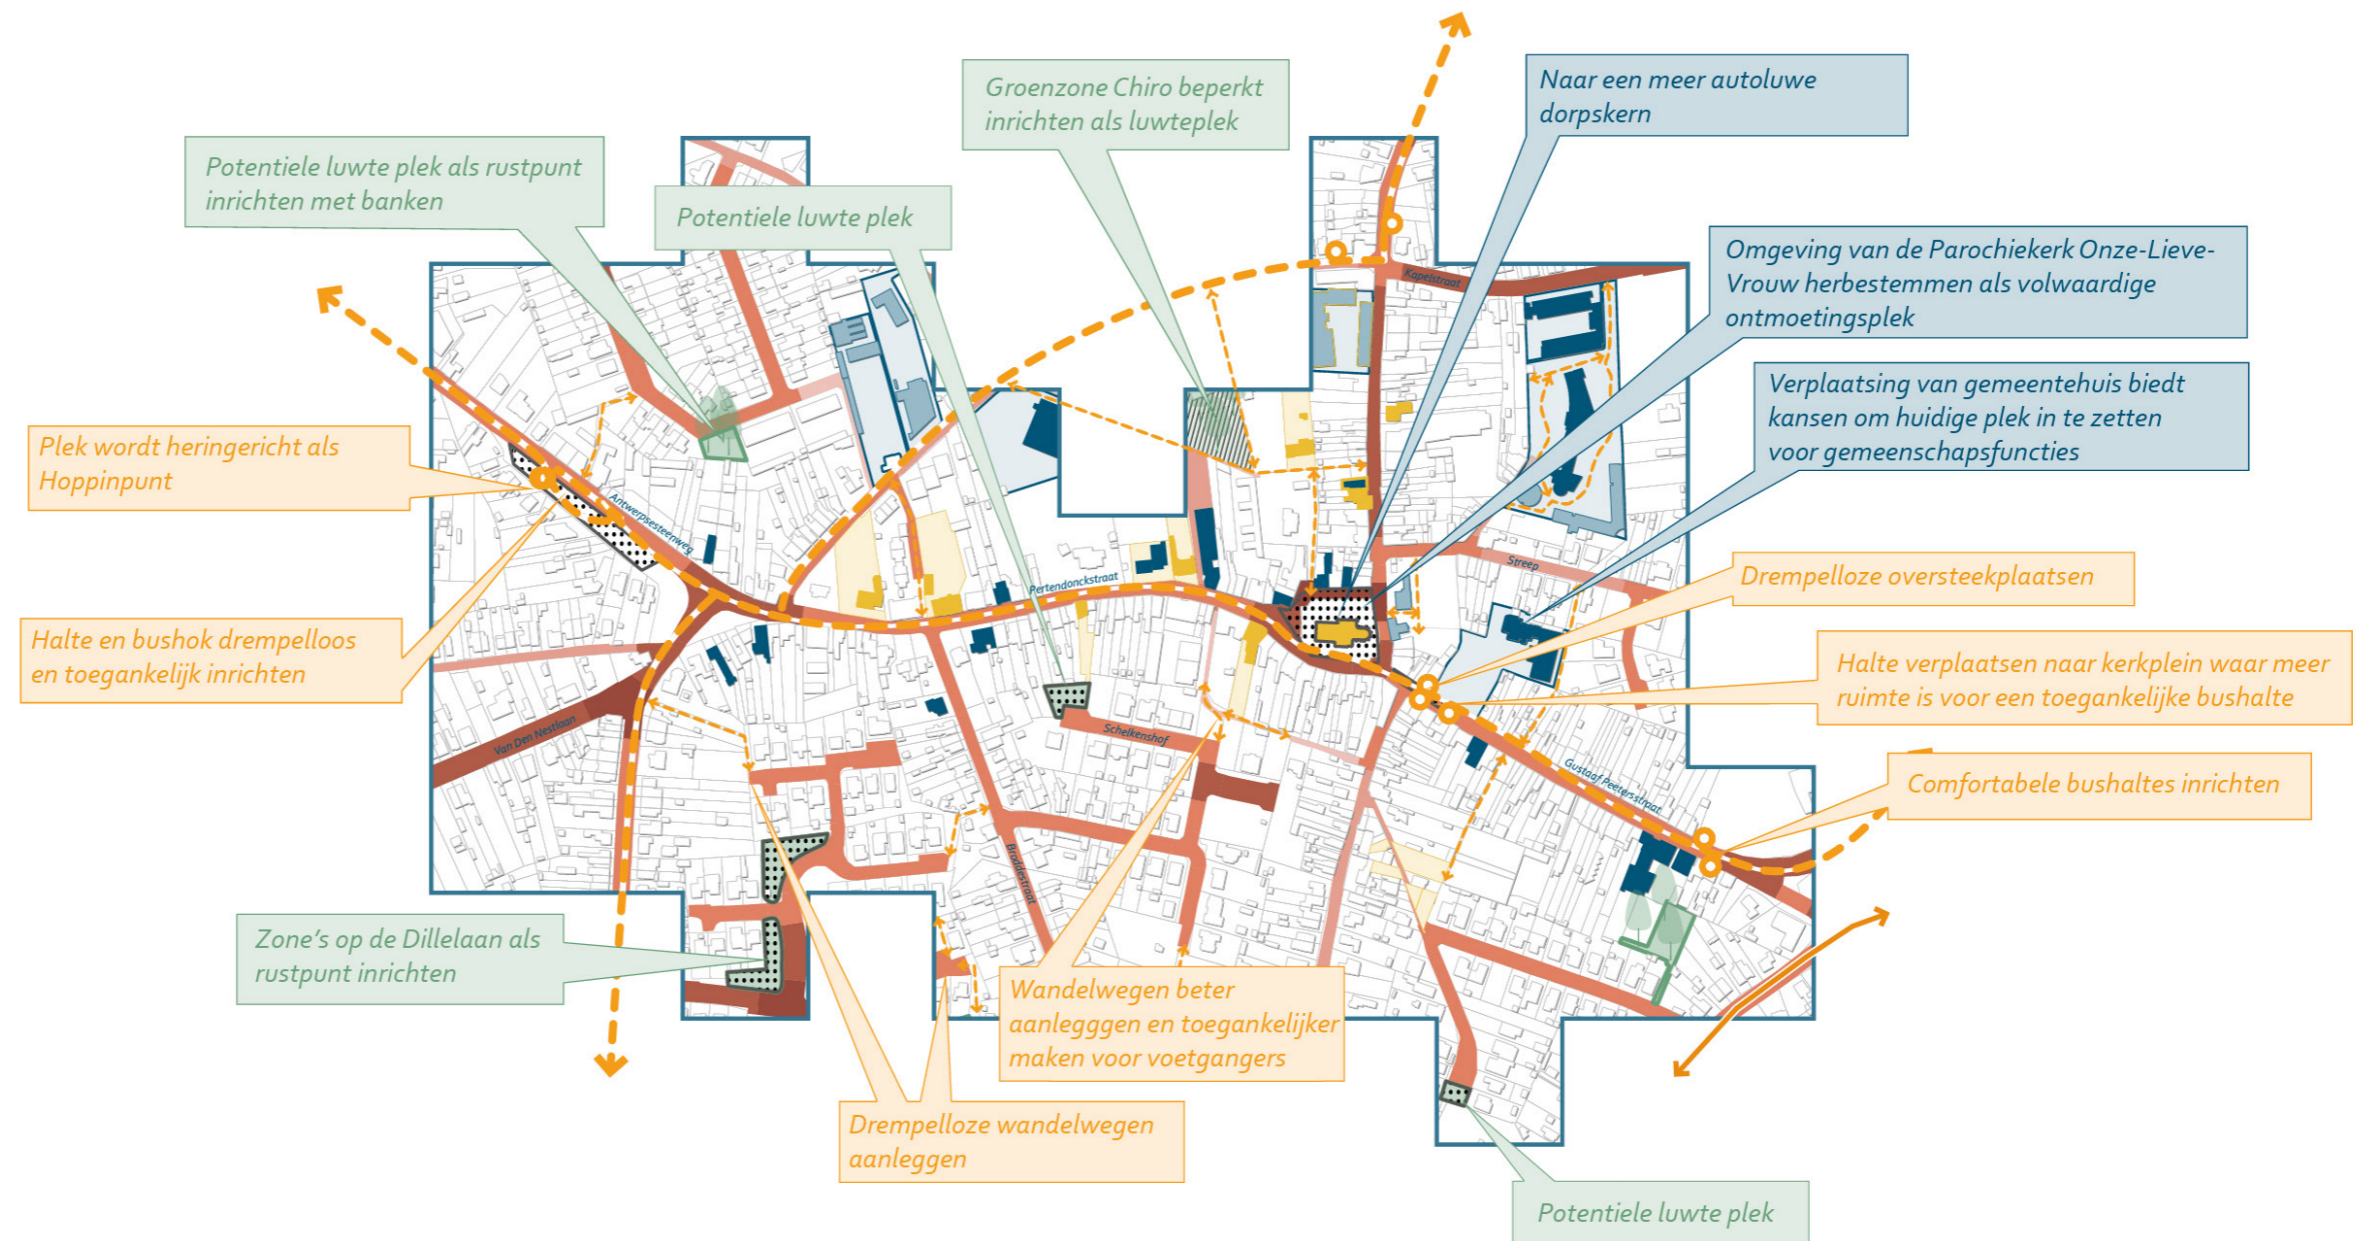 Groenzone Chiro beperkt
inrichten als luwteplek
Naar een meer autoluwe
dorpskern
Potentiele luwte plek als rustpunt
inrichten met banken
Potentiele luwte plek
Omgeving van de Parochiekerk Onze-Lieve-
Vrouw herbestemmen als volwaardige
ontmoetingsplek
Kapelstraat
Verplaatsing van gemeentehuis biedt
kansen om huidige plek in te zetten
voor gemeenschapsfuncties
Plek wordt heringericht als
Hoppinpunt
Antwerpsesteenweg
Pertendonckstraat
Streep
Drempelloze oversteekplaatsen
Halte en bushok drempelloos
en toegankelijk inrichten
Halte verplaatsen naar kerkplein waar meer
ruimte is voor een toegankelijke bushalte
Van Den Nestlaan
Schelkenshof
Gustaaf Peetersstraat
Comfortabele bushaltes inrichten
Broddestraat
Zone's op de Dillelaan als
rustpunt inrichten
Wandelwegen beter
aanlegggen en toegankelijker
maken voor voetgangers
Drempelloze wandelwegen
aanleggen
Potentiele luwte plek